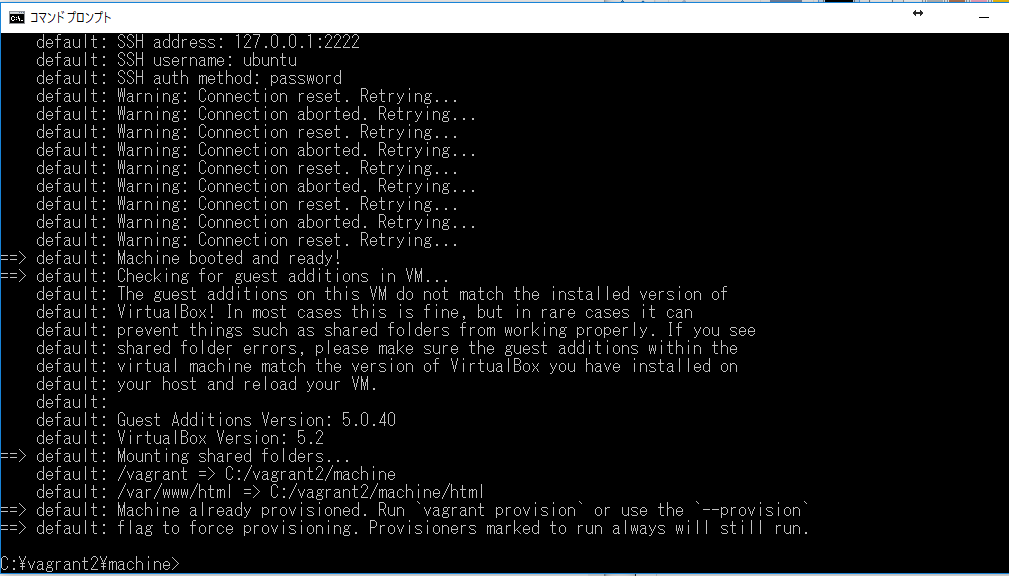 コマンド プロンプト
default: SSH address: 127.0.0.1:2222
default: SSH username: ubuntu
default: SSH auth method: password
default: Warning: Connection reset. Retrying...
default: Warning: Connection aborted. Retrying...
default: Warning: Connection reset. Retrying...
default: Warning: Connection aborted. Retrying...
default: Warning: Connection reset. Retrying...
default: Warning: Connection aborted. Retrying...
default: Warning: Connection reset. Retrying...
default: Warning: Connection aborted. Retrying...
default: Warning: Connection reset. Retrying...
==> default: Machine booted and ready!
==> default: Checking for guest additions in VM...
default: The guest additions on this VM do not match the installed version of
default: VirtualBox! In most cases this is fine, but in rare cases it can
default: prevent things such as shared folders from working properly. If you see
default: shared folder errors, please make sure the guest additions within the
default: virtual machine match the version of VirtualBox you have installed on
default: your host and reload your VM.
default:
default: Guest Additions Version: 5.0.40
default: VirtualBox Version: 5.2
==> default: Mounting shared folders...
default: /vagrant => C:/vagrant2/machine
default: /var/www/html => C:/vagrant2/machine/html
==> default: Machine already provisioned. Run `vagrant provision` or use the `--provision`
==> default: flag to force provisioning. Provisioners marked to run always will still run.
C:¥vagrant2¥machine>